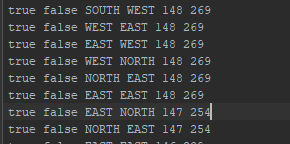 true false SOUTH WEST 148 269
true false WEST EAST 148 269
true false EAST WEST 148 269
true false WEST NORTH 148 269
true false NORTH EAST 148 269
true false EAST EAST 148 269
true false EAST NORTH 147 254
true false NORTH EAST 147 254